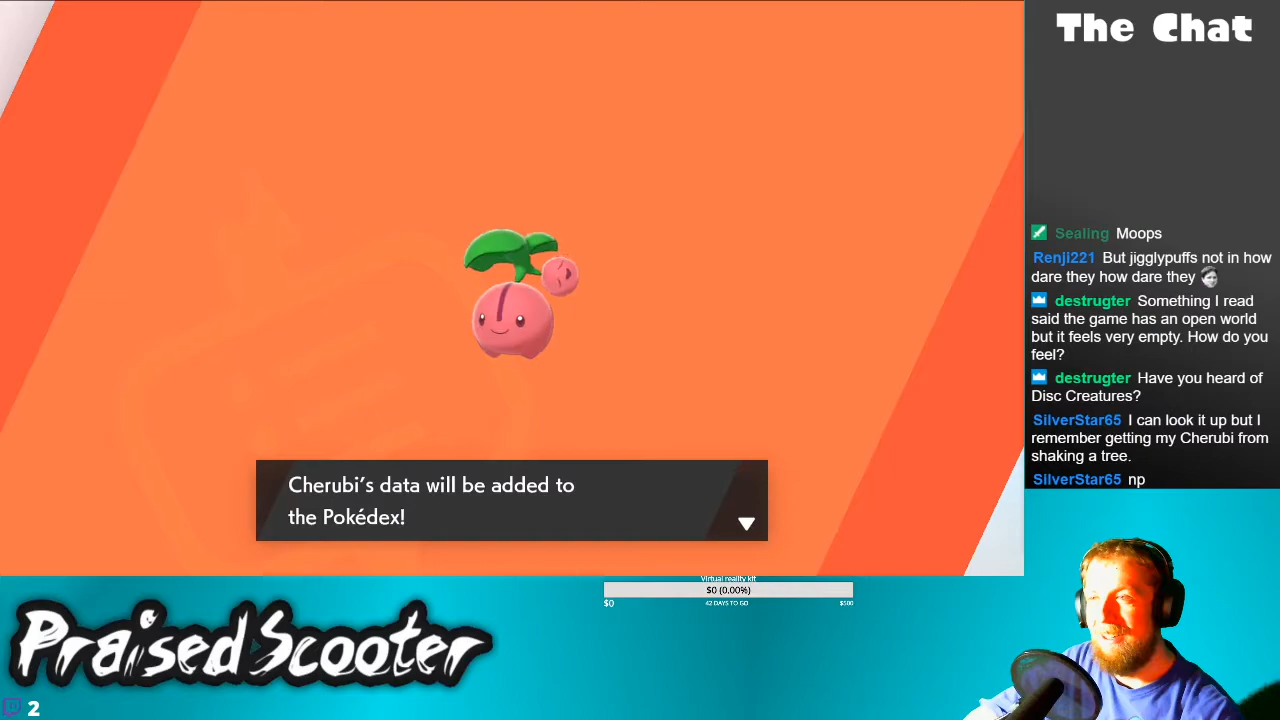 The Chat
Sealing Moops
Renji221 But jigglypuffs not in how
dare they how dare they
destrugter Something I read
said the game has an open world
but it feels very empty. How do you
feel?
destrugter Have you heard of
Disc Creatures?
SilverStar65 I can look it up but I
remember getting my Cherubi from
shaking a tree.
SilverStar65 np
Cherubi's data will be added to
the Pokédex!
Virtual reality kit
$0 (0.00%)
$0 42 DAYS TO GO $500
PraisedScooter
2